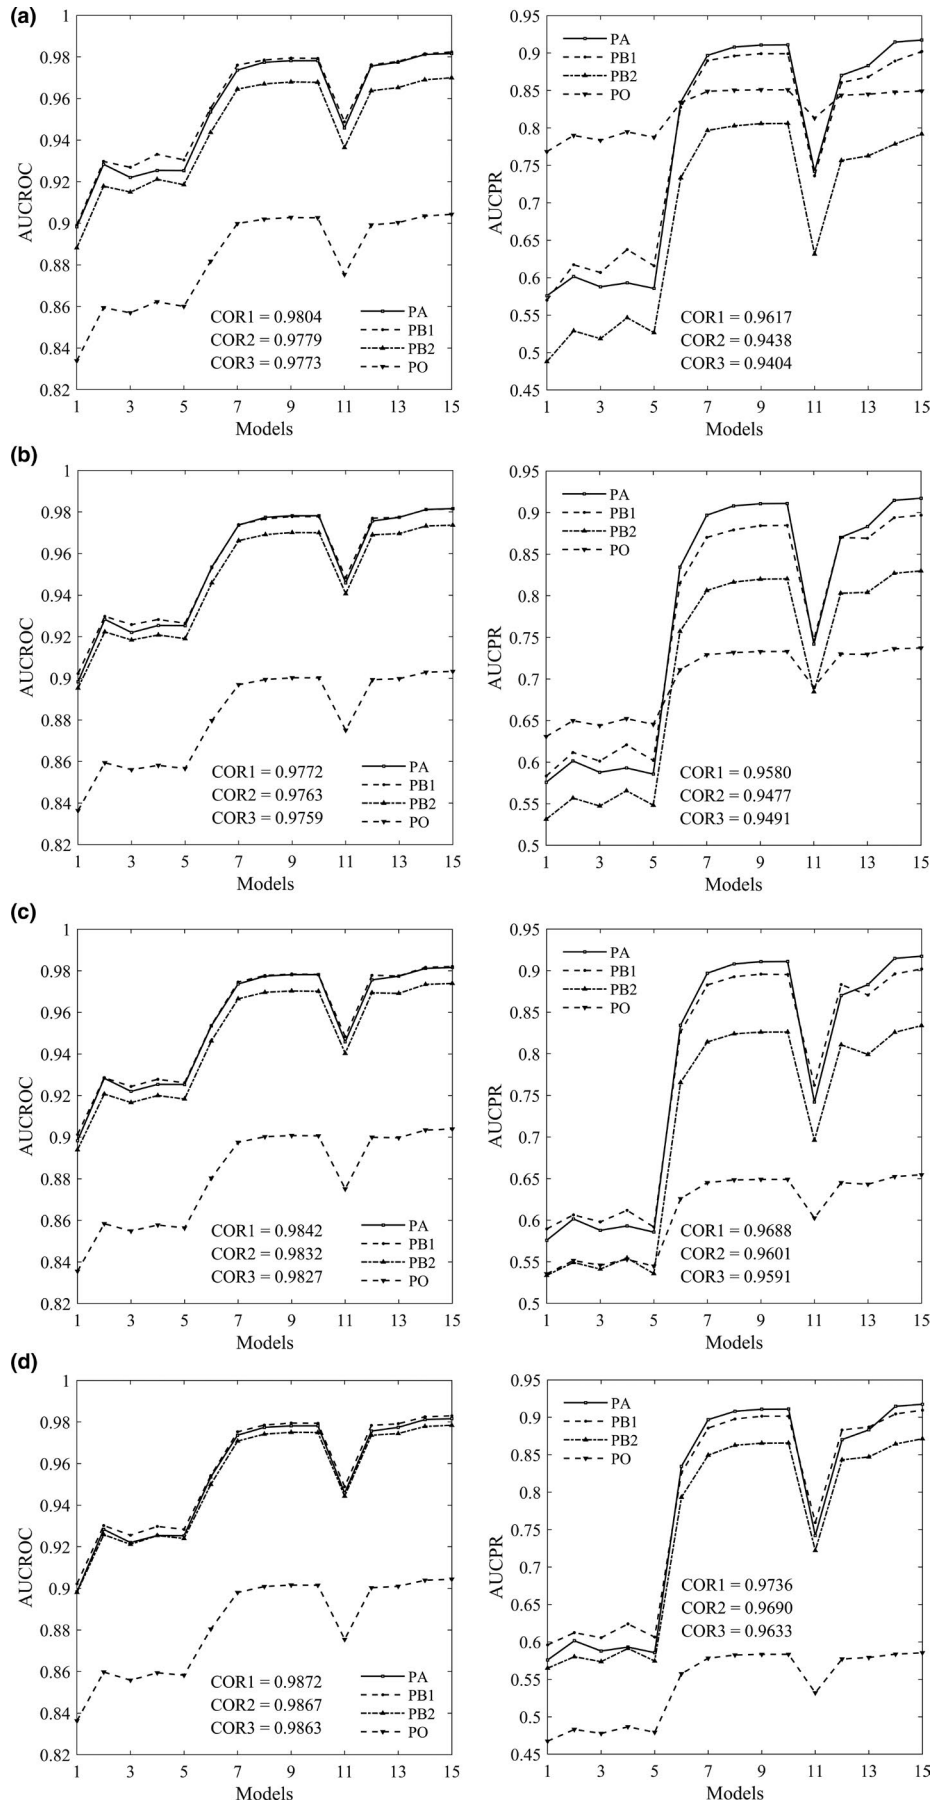 (a)
1
0.98
0.96
0.94
0.92
0.9
0.88
0.86
0.84
0.82
AUCROC
COR1 = 0.9804
COR2 = 0.9779
COR3 = 0.9773
PA
PB1
PB2
PO
1 3 5 7 9 11 13 15
Models
0.95
0.9
0.85
0.8
0.75
0.7
0.65
0.6
0.55
0.5
0.45
AUCPR
PA
PB1
PB2
PO
COR1 = 0.9617
COR2 = 0.9438
COR3 = 0.9404
1 3 5 7 9 11 13 15
Models
(b)
1
0.98
0.96
0.94
0.92
0.9
0.88
0.86
0.84
0.82
AUCROC
COR1 = 0.9772
COR2 = 0.9763
COR3 = 0.9759
PA
PB1
PB2
PO
1 3 5 7 9 11 13 15
Models
0.95
0.9
0.85
0.8
0.75
0.7
0.65
0.6
0.55
0.5
AUCPR
PA
PB1
PB2
PO
COR1 = 0.9580
COR2 = 0.9477
COR3 = 0.9491
1 3 5 7 9 11 13 15
Models
(c)
1
0.98
0.96
0.94
0.92
0.9
0.88
0.86
0.84
0.82
AUCROC
COR1 = 0.9842
COR2 = 0.9832
COR3 = 0.9827
PA
PB1
PB2
PO
1 3 5 7 9 11 13 15
Models
0.95
0.9
0.85
0.8
0.75
0.7
0.65
0.6
0.55
0.5
AUCPR
PA
PB1
PB2
PO
COR1 = 0.9688
COR2 = 0.9601
COR3 = 0.9591
1 3 5 7 9 11 13 15
Models
(d)
1
0.98
0.96
0.94
0.92
0.9
0.88
0.86
0.84
0.82
AUCROC
COR1 = 0.9872
COR2 = 0.9867
COR3 = 0.9863
PA
PB1
PB2
PO
1 3 5 7 9 11 13 15
Models
0.95
0.9
0.85
0.8
0.75
0.7
0.65
0.6
0.55
0.5
0.45
AUCPR
PA
PB1
PB2
PO
COR1 = 0.9736
COR2 = 0.9690
COR3 = 0.9633
1 3 5 7 9 11 13 15
Models